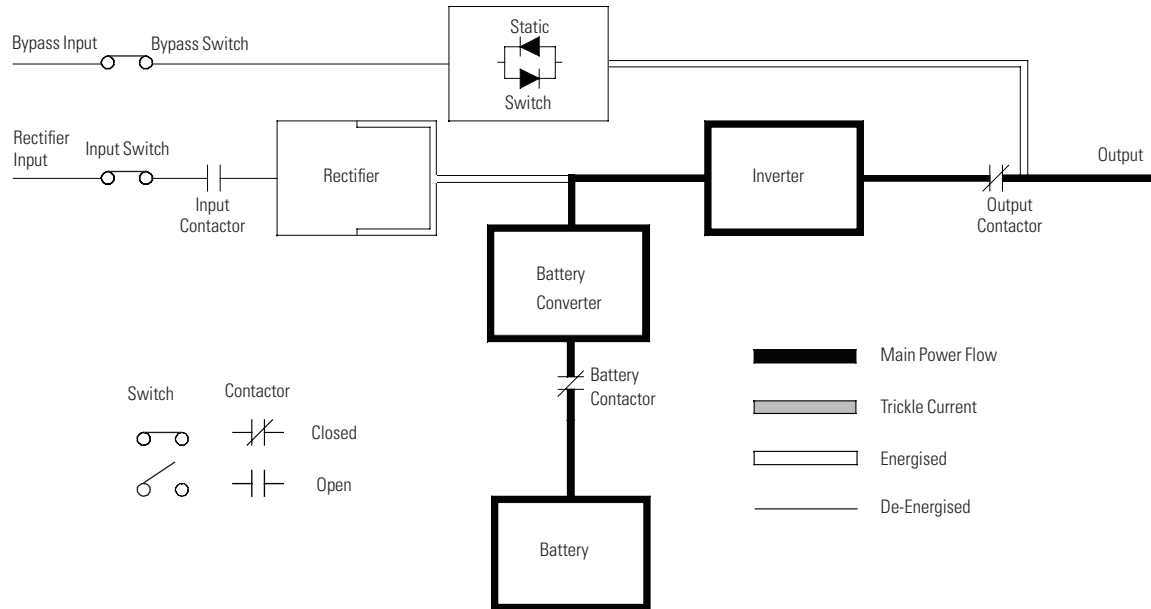 Bypass Input
Bypass Switch
Static
Switch
Rectifier
Input
Input Switch
Input
Contactor
Rectifier
Inverter
Output
Contactor
Output
Battery
Converter
Battery
Contactor
Battery
Switch
Contactor
Closed
Open
Main Power Flow
Trickle Current
Energised
De-Energised